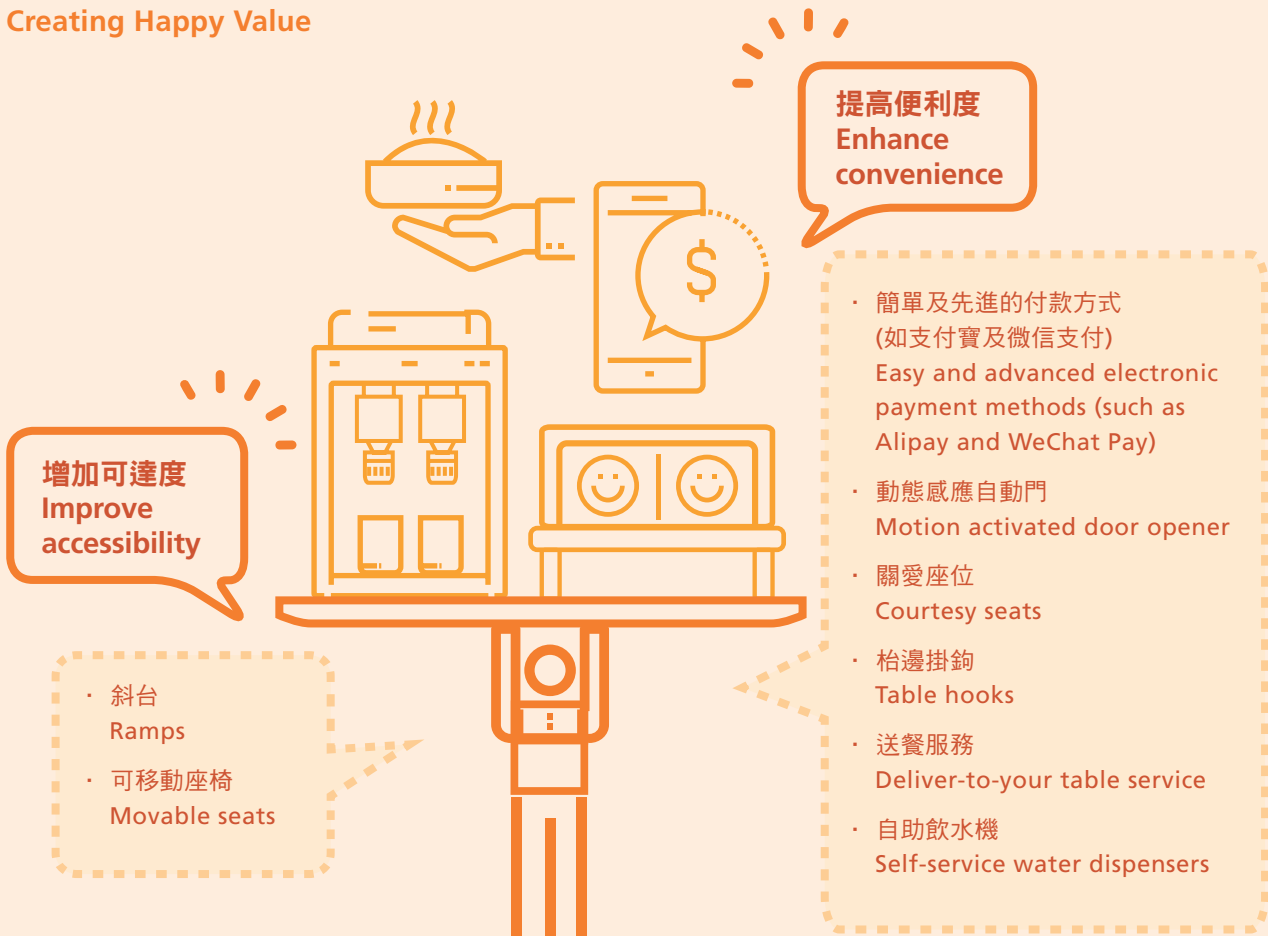 Creating Happy Value
提高便利度
Enhance
convenience
· 簡單及先進的付款方式
(如支付寶及微信支付)
Easy and advanced electronic
payment methods (such as
Alipay and WeChat Pay)
· 動態感應自動門
Motion activated door opener
· 關愛座位
Courtesy seats
· 枱邊掛鉤
Table hooks
· 送餐服務
Deliver-to-your table service
· 自助飲水機
Self-service water dispensers
$
增加可達度
Improve
accessibility
· 斜台
Ramps
· 可移動座椅
Movable seats